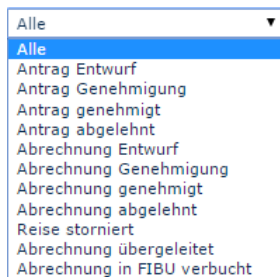 Alle
Alle
Antrag Entwurf
Antrag Genehmigung
Antrag genehmigt
Antrag abgelehnt
Abrechnung Entwurf
Abrechnung Genehmigung
Abrechnung genehmigt
Abrechnung abgelehnt
Reise storniert
Abrechnung übergeleitet
Abrechnung in FIBU verbucht